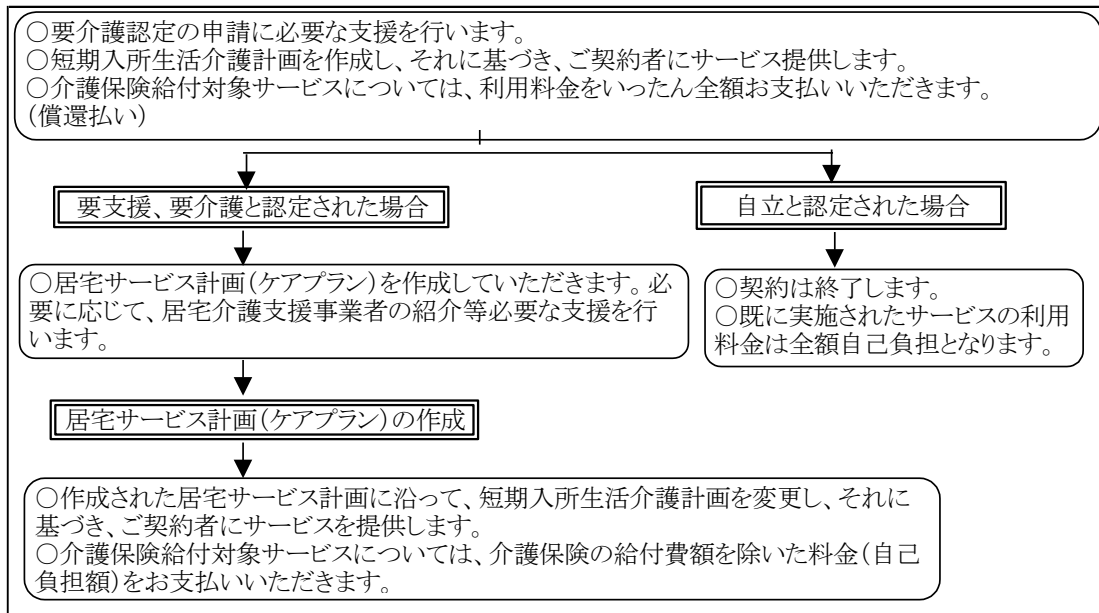 ○要介護認定の申請に必要な支援を行います。
○短期入所生活介護計画を作成し、それに基づき、ご契約者にサービス提供します。
○介護保険給付対象サービスについては、利用料金をいったん全額お支払いいただきます。
(償還払い)
要支援、要介護と認定された場合
自立と認定された場合
○居宅サービス計画(ケアプラン)を作成していただきます。必
要に応じて、居宅介護支援事業者の紹介等必要な支援を行
います。
○契約は終了します。
○既に実施されたサービスの利用
料金は全額自己負担となります。
居宅サービス計画(ケアプラン)の作成
○作成された居宅サービス計画に沿って、短期入所生活介護計画を変更し、それに
基づき、ご契約者にサービスを提供します。
○介護保険給付対象サービスについては、介護保険の給付費額を除いた料金(自己
負担額)をお支払いいただきます。